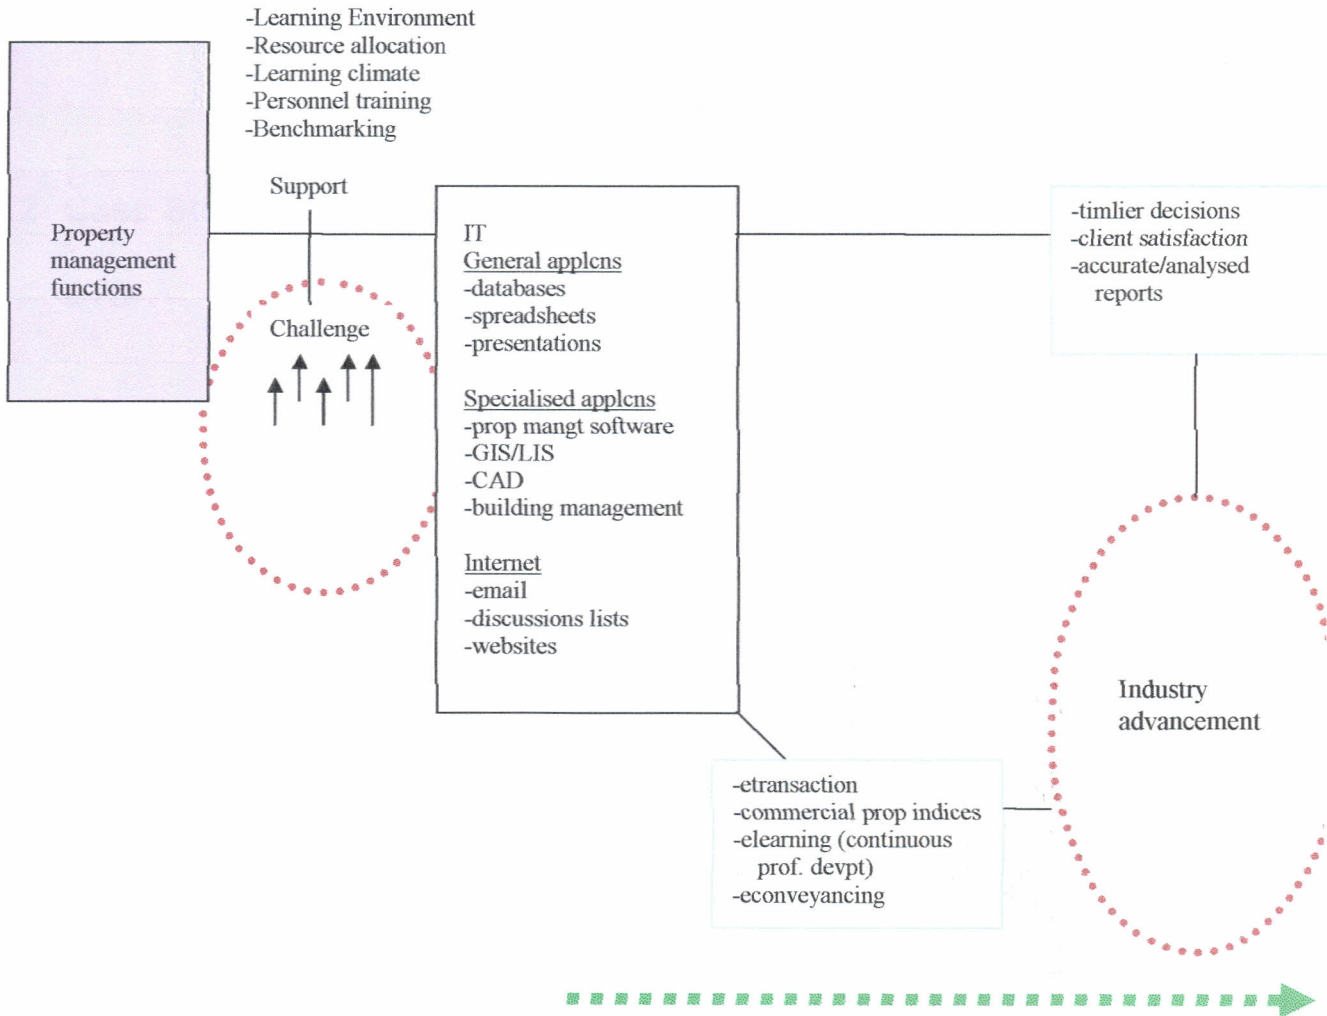 -Learning Environment
-Resource allocation
-Learning climate
-Personnel training
-Benchmarking
Support
Property
management
functions
Challenge
IT
General applcns
-databases
-spreadsheets
-presentations
Specialised applcns
-prop mangt software
-GIS/LIS
-CAD
-building management
Internet
-email
-discussions lists
-websites
-timlier decisions
-client satisfaction
-accurate/analysed
reports
-etransaction
-commercial prop indices
-elearning (continuous
prof. devpt)
-econveyancing
Industry
advancement